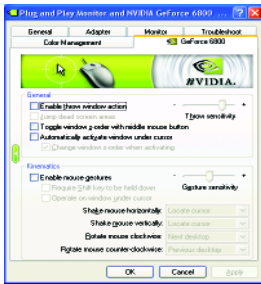 Plug and Play Monitor and NVIDIA GeForce 6800 ...
General Adapter Monitor Troubleshoot
Color Management GeForce 6800
NVIDIA.
General
Enable throw window action
Jump dead screen areas
Throw sensitivity
Toggle window z-order with middle mouse button
Automatically activate window under cursor
Change window z-order when activating
Kinematics
Enable mouse gestures
Require Shift key to be held down
Gesture sensitivity
Operate on window under cursor
Shake mouse horizontally: Locate cursor
Shake mouse vertically: Locate cursor
Rotate mouse clockwise: Next desktop
Rotate mouse counter-clockwise: Previous desktop
OK Cancel Apply